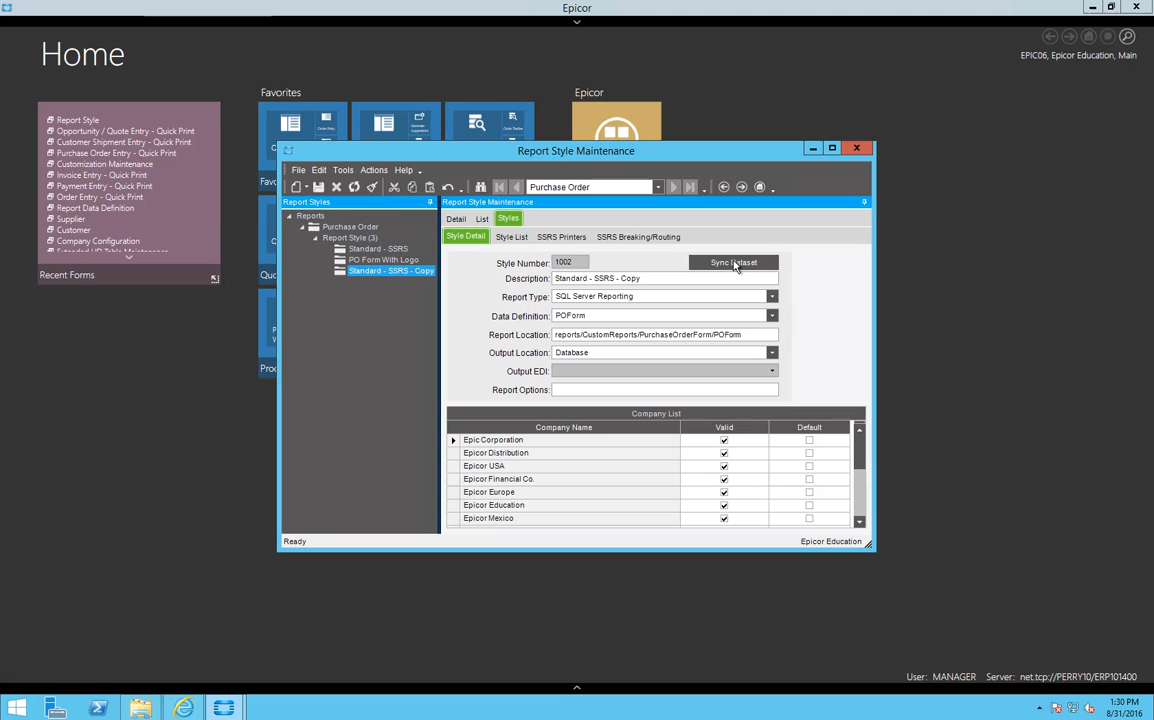 Epicor
Home
EPIC06, Epicor Education, Main
Favorites
Epicor
Report Style
Opportunity / Quote Entry - Quick Print
Customer Shipment Entry - Quick Print
Purchase Order Entry - Quick Print
Customization Maintenance
Invoice Entry - Quick Print
Payment Entry - Quick Print
Order Entry - Quick Print
Report Data Definition
Supplier
Customer
Company Configuration
Recent Forms
Report Style Maintenance
File Edit Tools Actions Help
Purchase Order
Report Styles
Report Style Maintenance
Reports
Purchase Order
Report Style (3)
Standard - SSRS
PO Form With Logo
Standard - SSRS - Copy
Detail List Styles
Style Detail Style List SSRS Printers SSRS Breaking/Routing
Style Number: 1002
Sync Dataset
Description: Standard - SSRS - Copy
Report Type: SQL Server Reporting
Data Definition: POForm
Report Location: reports/CustomReports/PurchaseOrderForm/POForm
Output Location: Database
Output EDI:
Report Options:
Company List
Company Name Valid Default
Epic Corporation
Epicor Distribution
Epicor USA
Epicor Financial Co.
Epicor Europe
Epicor Education
Epicor Mexico
Ready
Epicor Education
User: MANAGER Server: net.tcp://PERRY10/ERP101400
1:30 PM
8/31/2016